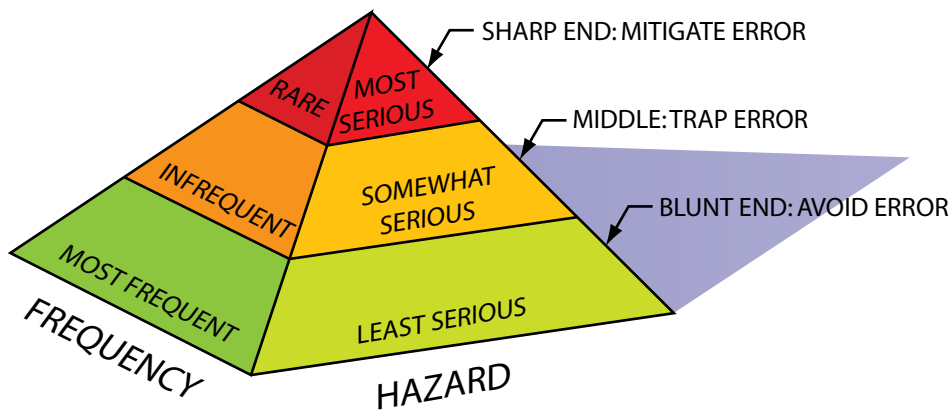 SHARP END: MITIGATE ERROR
RARE
MOST
SERIOUS
MIDDLE: TRAP ERROR
INFREQUENT
SOMEWHAT
SERIOUS
BLUNT END: AVOID ERROR
MOST FREQUENT
LEAST SERIOUS
FREQUENCY
HAZARD